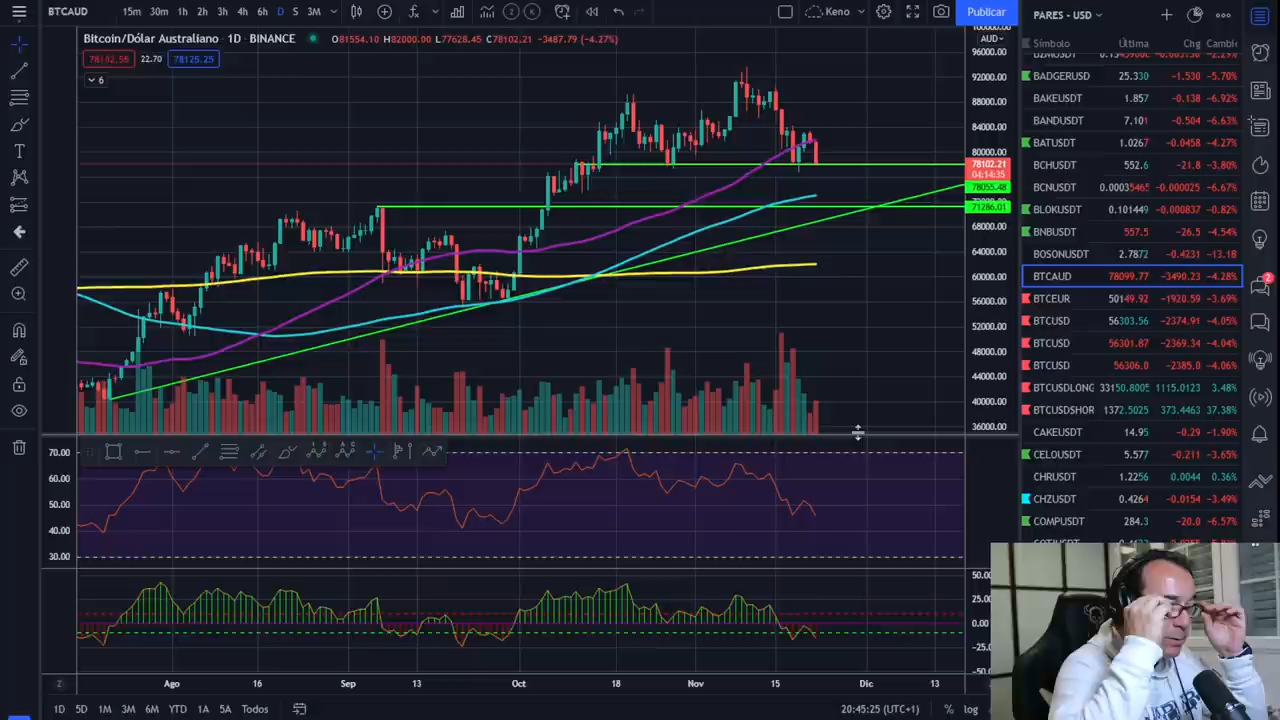 BTCAUD 15m 30m 1h 2h 3h 4h 6h D S 3M Keno Publicar
Bitcoin/Dólar Australiano · 1D · BINANCE O81554.10 H82000.00 L77628.45 C78102.21 −3487.79 (−4.27%)
78102.56 22.70 78125.25
6
AUD
100000.00
96000.00
92000.00
88000.00
84000.00
80000.00
78102.21
04:14:35
78055.48
71286.01
68000.00
64000.00
60000.00
56000.00
52000.00
48000.00
44000.00
40000.00
36000.00
70.00
60.00
50.00
40.00
30.00
50.00
25.00
0.00
Ago 16 Sep 13 Oct 18 Nov 15 Dic 13
1D 5D 1M 3M 6M YTD 1A 5A Todos 20:45:25 (UTC+1) % log
PARES - USD
Símbolo Última Chg Cambi
BADGERUSD 25.330 −1.530 −5.70%
BAKEUSDT 1.857 −0.138 −6.92%
BANDUSDT 7.101 −0.504 −6.63%
BATUSDT 1.0267 −0.0458 −4.27%
BCHUSDT 552.6 −21.8 −3.80%
BCNUSDT 0.00035465 −0.000025 −6.67%
BLOKUSDT 0.101449 −0.000837 −0.82%
BNBUSDT 557.5 −26.5 −4.54%
BOSONUSDT 2.7872 −0.4231 −13.18
BTCAUD 78099.77 −3490.23 −4.28%
BTCEUR 50149.92 −1920.59 −3.69%
BTCUSD 56303.56 −2374.91 −4.05%
BTCUSD 56301.87 −2369.34 −4.04%
BTCUSD 56306.0 −2385.0 −4.06%
BTCUSDLONG 33150.8005 1115.0123 3.48%
BTCUSDSHOR 1372.5025 373.4463 37.38%
CAKEUSDT 14.95 −0.29 −1.90%
CELOUSDT 5.577 −0.211 −3.65%
CHRUSDT 1.2256 0.0044 0.36%
CHZUSDT 0.4264 −0.0154 −3.49%
COMPUSDT 284.3 −20.0 −6.57%
2